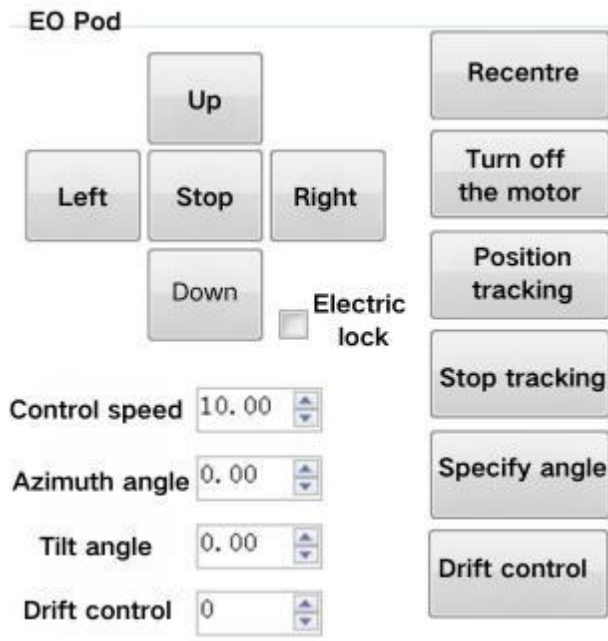 EO Pod
Up
Left Stop Right
Down
Electric
lock
Control speed 10.00
Azimuth angle 0.00
Tilt angle 0.00
Drift control 0
Recentre
Turn off
the motor
Position
tracking
Stop tracking
Specify angle
Drift control